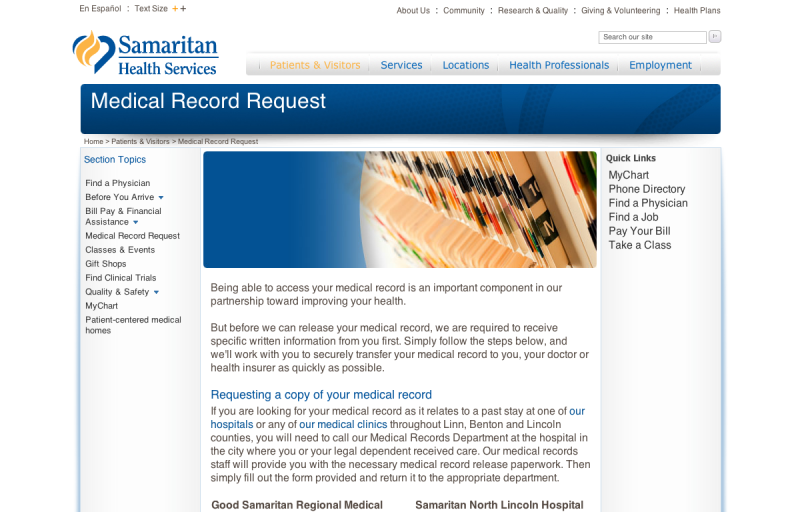 En Español : Text Size + +
About Us : Community : Research & Quality : Giving & Volunteering : Health Plans
Samaritan
Health Services
Search our site
Patients & Visitors
Services
Locations
Health Professionals
Employment
Medical Record Request
Home > Patients & Visitors > Medical Record Request
Section Topics
Find a Physician
Before You Arrive
Bill Pay & Financial
Assistance
Medical Record Request
Classes & Events
Gift Shops
Find Clinical Trials
Quality & Safety
MyChart
Patient-centered medical
homes
Being able to access your medical record is an important component in our
partnership toward improving your health.
But before we can release your medical record, we are required to receive
specific written information from you first. Simply follow the steps below, and
we'll work with you to securely transfer your medical record to you, your doctor or
health insurer as quickly as possible.
Requesting a copy of your medical record
If you are looking for your medical record as it relates to a past stay at one of our
hospitals or any of our medical clinics throughout Linn, Benton and Lincoln
counties, you will need to call our Medical Records Department at the hospital in
the city where you or your legal dependent received care. Our medical records
staff will provide you with the necessary medical record release paperwork. Then
simply fill out the form provided and return it to the appropriate department.
Good Samaritan Regional Medical
Samaritan North Lincoln Hospital
Quick Links
MyChart
Phone Directory
Find a Physician
Find a Job
Pay Your Bill
Take a Class